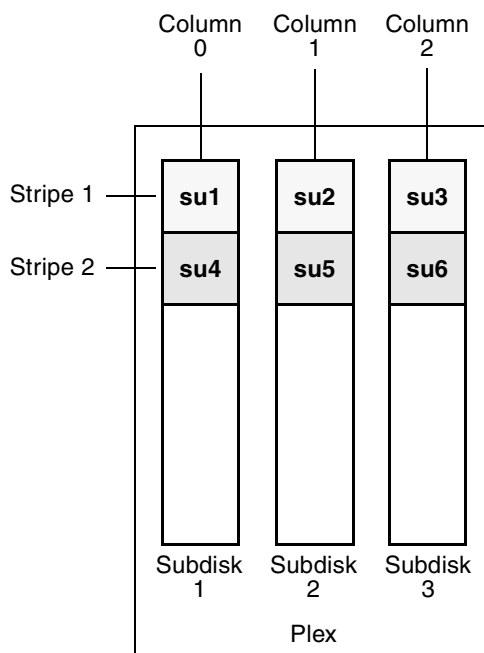 Column Column Column
0 1 2
Stripe 1 su1 su2 su3
Stripe 2 su4 su5 su6
Subdisk Subdisk Subdisk
1 2 3
Plex